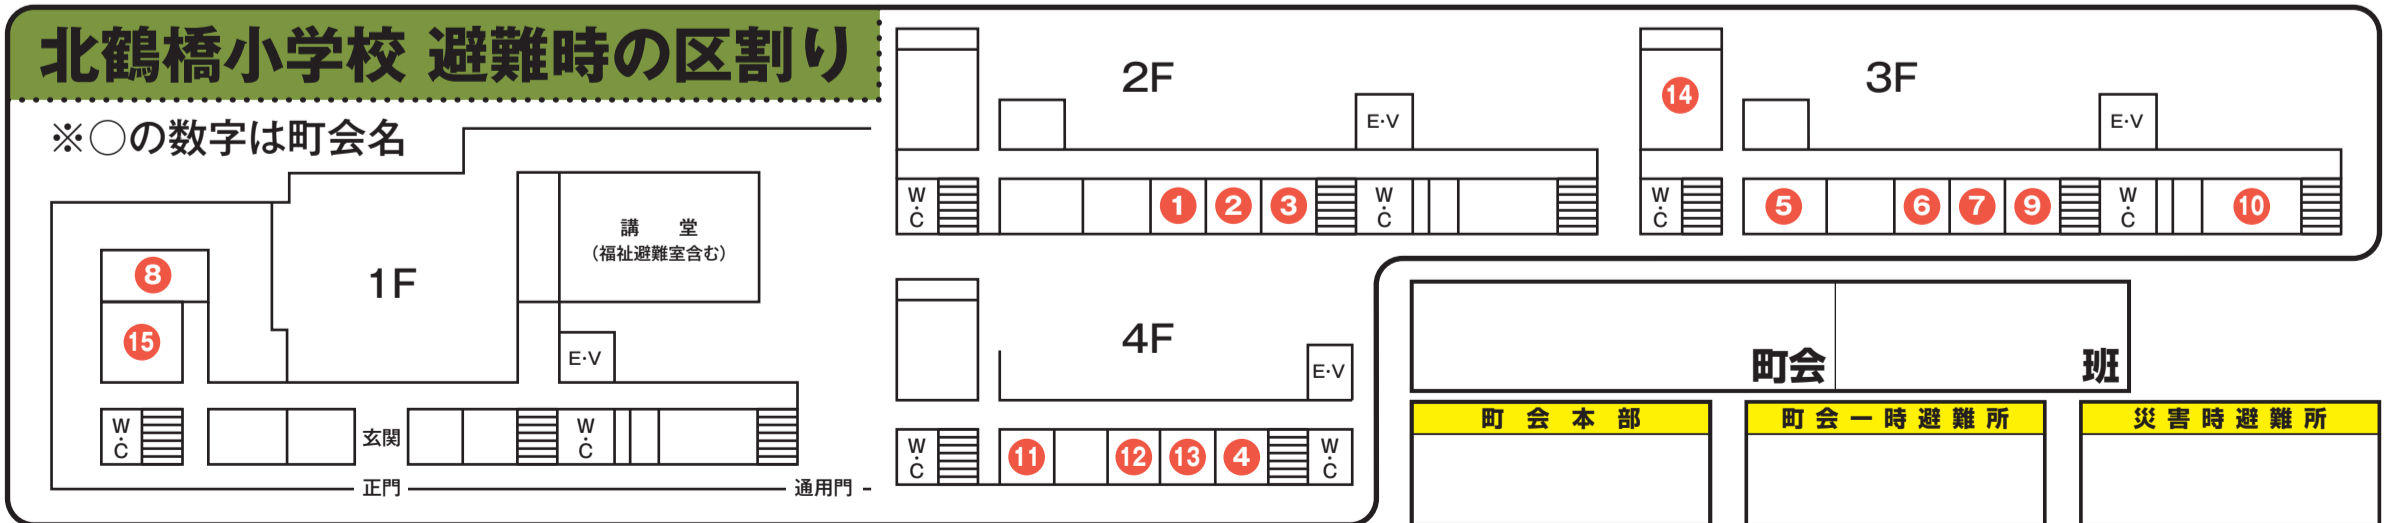 北鶴橋小学校 避難時の区割り
※○の数字は町会名
1F
8
15
講　堂
（福祉避難室含む）
E・V
W・C
玄関
W・C
正門
通用門
2F
E・V
W・C
1 2 3
W・C
3F
14
E・V
W・C
5 6 7 9
W・C
10
4F
E・V
W・C
11 12 13 4
W・C
町会
班
町会本部
町会一時避難所
災害時避難所